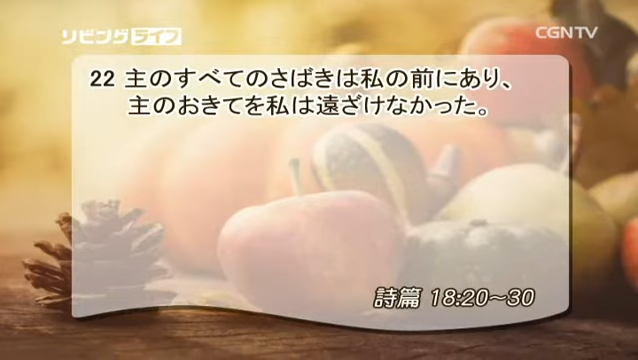 リビングライフ
CGNTV
22 主のすべてのさばきは私の前にあり、
主のおきてを私は遠ざけなかった。
詩篇 18:20～30